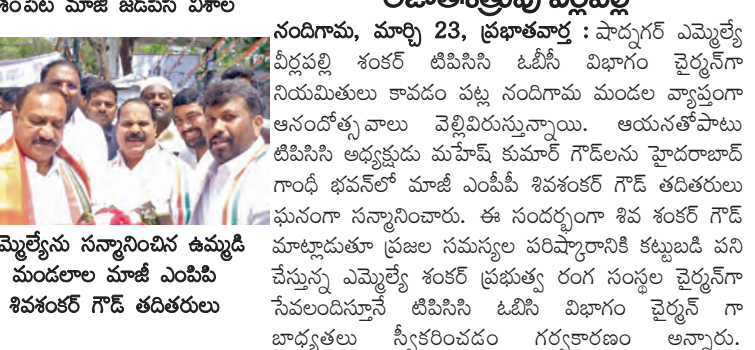 మాజీ జడీపీసి విశాల
నందిగామ, మార్చి 23, ప్రభాతవార్త : షాద్నగర్ ఎమ్మెల్యే
వీర్లపల్లి శంకర్ టిపిసిసి ఓబీసీ విభాగం చైర్మన్‌గా
నియమితులు కావడం పట్ల నందిగామ మండల వ్యాప్తంగా
ఆనందోత్సవాలు వెల్లివిరుస్తున్నాయి. ఆయనతోపాటు
టిపిసిసి అధ్యక్షుడు మహేష్ కుమార్ గౌడ్‌లను హైదరాబాద్
గాంధీ భవన్‌లో మాజీ ఎంపీపీ శివశంకర్ గౌడ్ తదితరులు
ఘనంగా సన్మానించారు. ఈ సందర్భంగా శివ శంకర్ గౌడ్
మాట్లాడుతూ ప్రజల సమస్యల పరిష్కారానికి కట్టుబడి పని
చేస్తున్న ఎమ్మెల్యే శంకర్ ప్రభుత్వ రంగ సంస్థల చైర్మన్‌గా
సేవలందిస్తూనే టిపిసిసి ఓబిసి విభాగం చైర్మన్ గా
బాధ్యతలు స్వీకరించడం గర్వకారణం అన్నారు.
మ్మెల్యేను సన్మానించిన ఉమ్మడి
మండలాల మాజీ ఎంపిపి
శివశంకర్ గౌడ్ తదితరులు